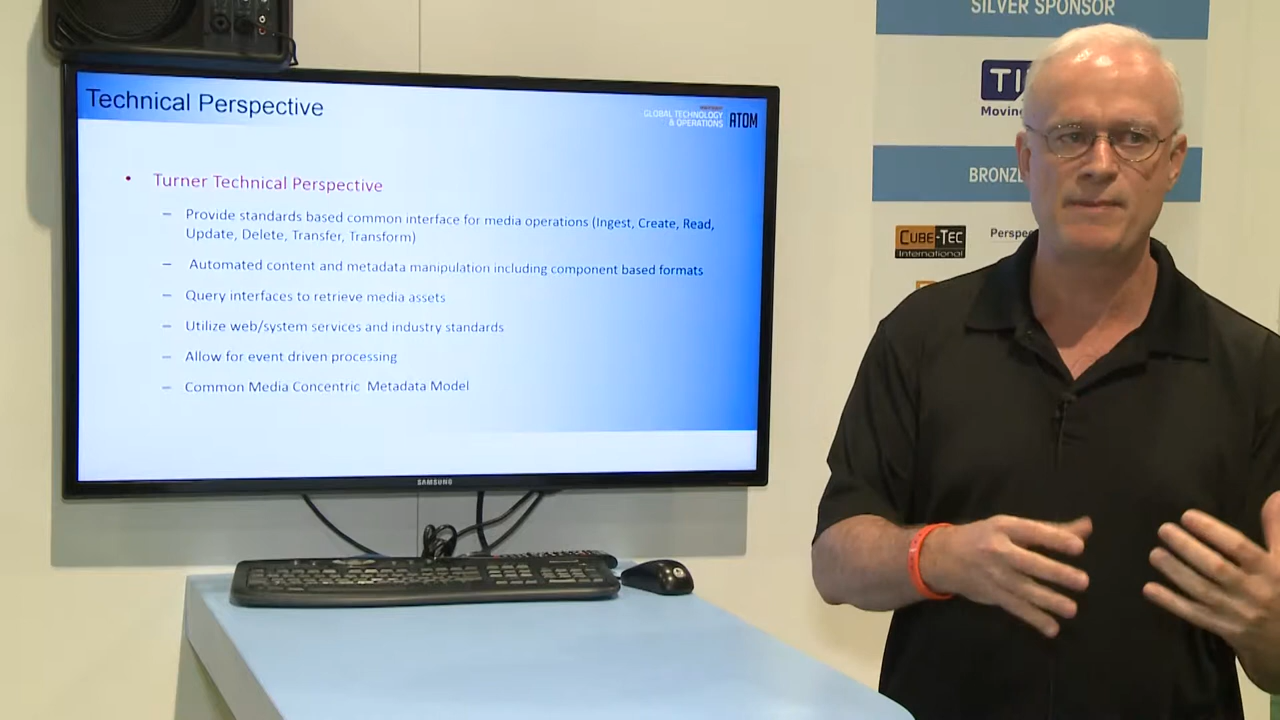 SILVER SPONSOR
Technical Perspective
GLOBAL TECHNOLOGY
& OPERATIONS
ATOM
Moving
• Turner Technical Perspective
BRONZE
– Provide standards based common interface for media operations (Ingest, Create, Read,
Update, Delete, Transfer, Transform)
CUBE-TEC
International
– Automated content and metadata manipulation including component based formats
– Query interfaces to retrieve media assets
– Utilize web/system services and industry standards
– Allow for event driven processing
– Common Media Concentric Metadata Model
SAMSUNG